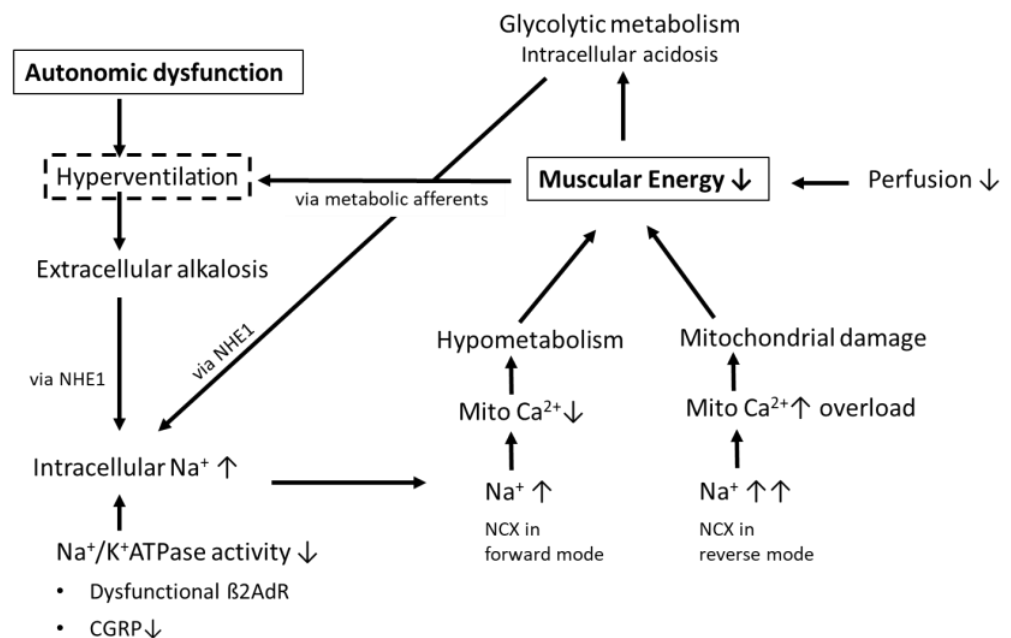 Glycolytic metabolism
Intracellular acidosis
Autonomic dysfunction
Hyperventilation
via metabolic afferents
Muscular Energy ↓
Perfusion ↓
Extracellular alkalosis
via NHE1
via NHE1
Hypometabolism
Mitochondrial damage
Mito Ca²⁺↓
Mito Ca²⁺↑ overload
Intracellular Na⁺ ↑
Na⁺ ↑
NCX in
forward mode
Na⁺ ↑↑
NCX in
reverse mode
Na⁺/K⁺ATPase activity ↓
• Dysfunctional ß2AdR
• CGRP↓